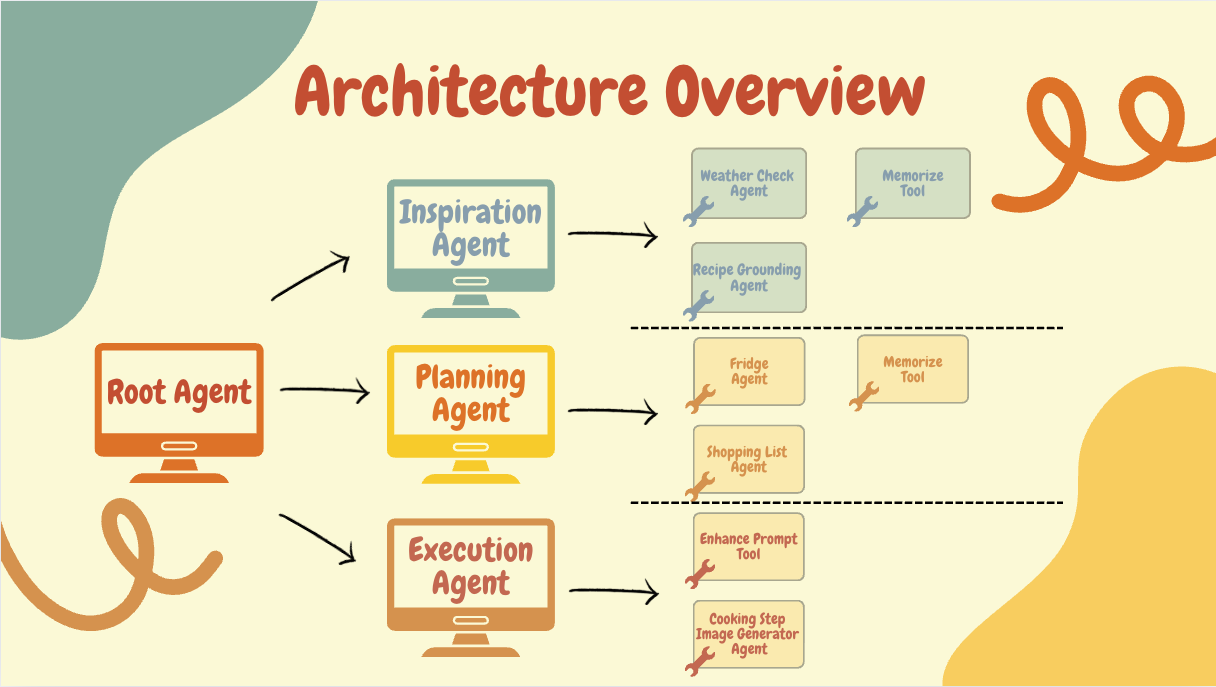 Architecture Overview
Weather Check
Agent
Memorize
Tool
Inspiration
Agent
Recipe Grounding
Agent
Root Agent
Planning
Agent
Fridge
Agent
Memorize
Tool
Shopping List
Agent
Execution
Agent
Enhance Prompt
Tool
Cooking Step
Image Generator
Agent